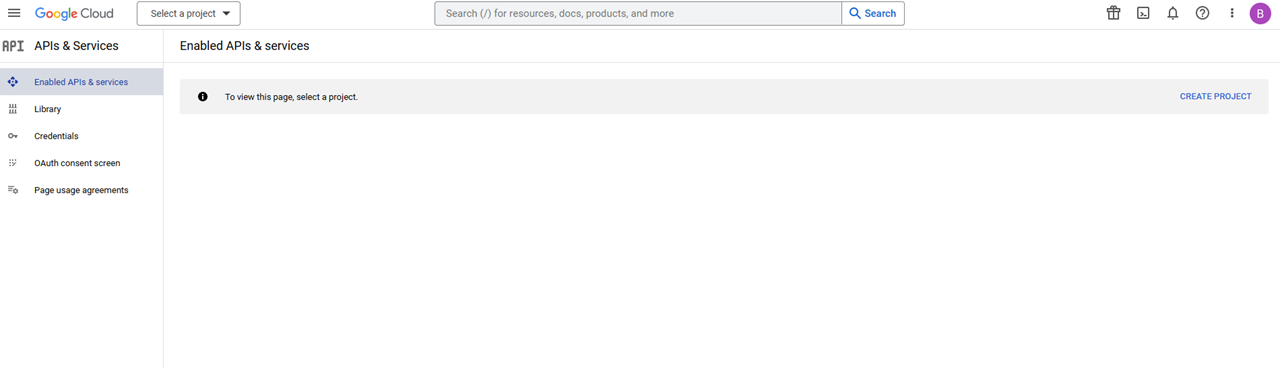 Google Cloud
Select a project
Search (/) for resources, docs, products, and more
Search
B
API
APIs & Services
Enabled APIs & services
Enabled APIs & services
Library
Credentials
OAuth consent screen
Page usage agreements
To view this page, select a project.
CREATE PROJECT